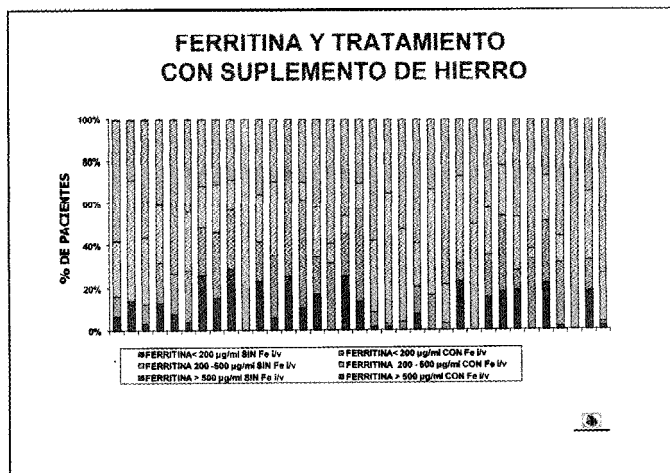 FERRITINA Y TRATAMIENTO
CON SUPLEMENTO DE HIERRO
100%
80%
60%
40%
20%
0%
% DE PACIENTES
FERRITINA< 200 µg/ml SIN Fe i/v
FERRITINA< 200 µg/ml CON Fe i/v
FERRITINA 200 -500 µg/ml SIN Fe i/v
FERRITINA 200 - 500 µg/ml CON Fe i/v
FERRITINA > 500 µg/ml SIN Fe i/v
FERRITINA > 500 µg/ml CON Fe i/v